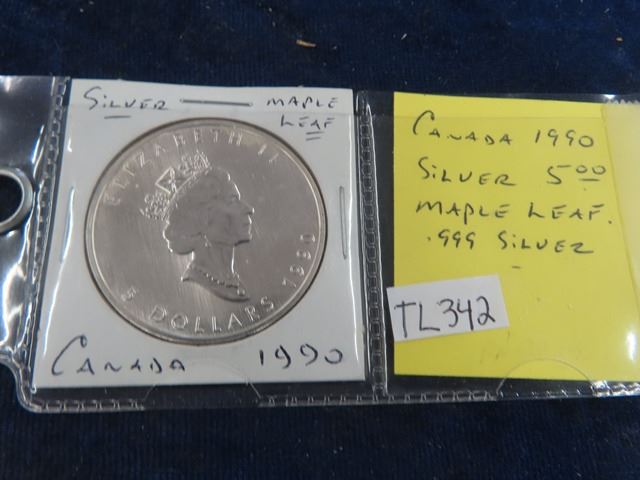 SILVER MAPLE
LEAF
ELIZABETH II
5 DOLLARS 1990
CANADA 1990
CANADA 1990
SILVER 5.00
MAPLE LEAF.
.999 SILVER
TL342